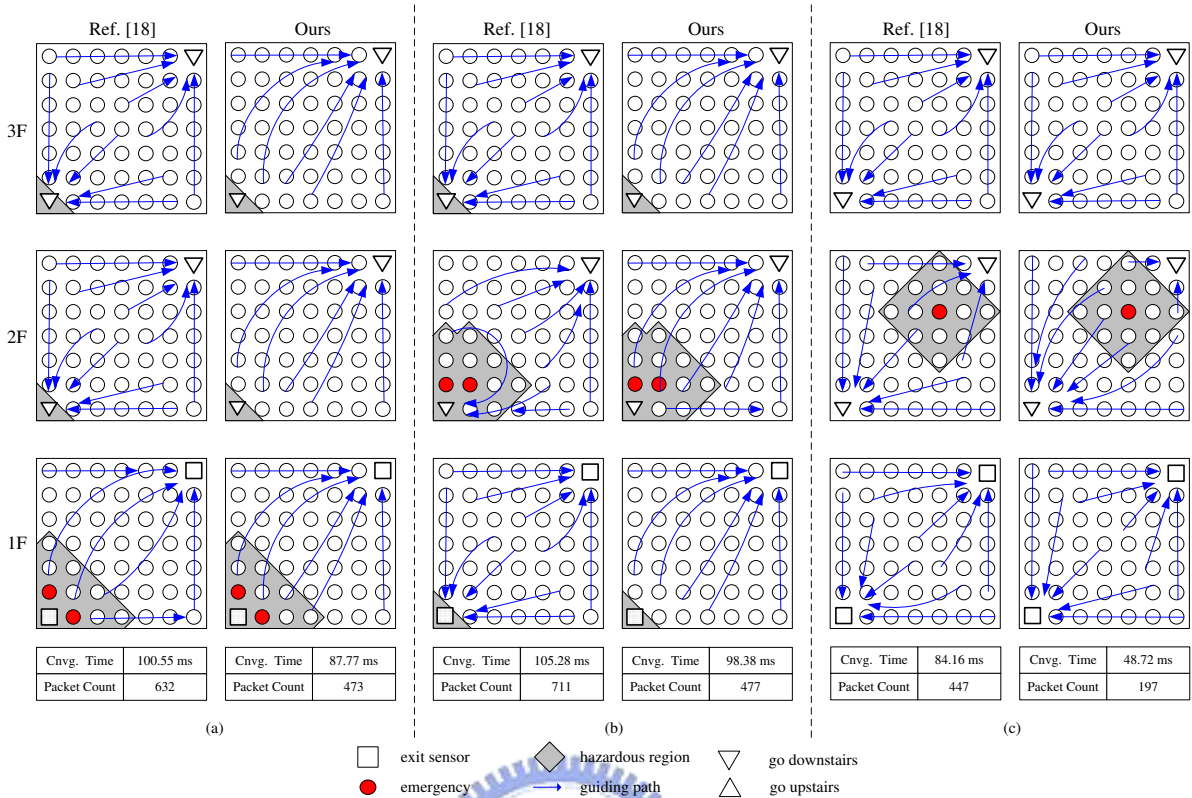 Ref. [18] Ours Ref. [18] Ours Ref. [18] Ours
3F
2F
1F
Cnvg. Time 100.55 ms Cnvg. Time 87.77 ms Cnvg. Time 105.28 ms Cnvg. Time 98.38 ms Cnvg. Time 84.16 ms Cnvg. Time 48.72 ms
Packet Count 632 Packet Count 473 Packet Count 711 Packet Count 477 Packet Count 447 Packet Count 197
(a) (b) (c)
exit sensor hazardous region go downstairs
emergency guiding path go upstairs